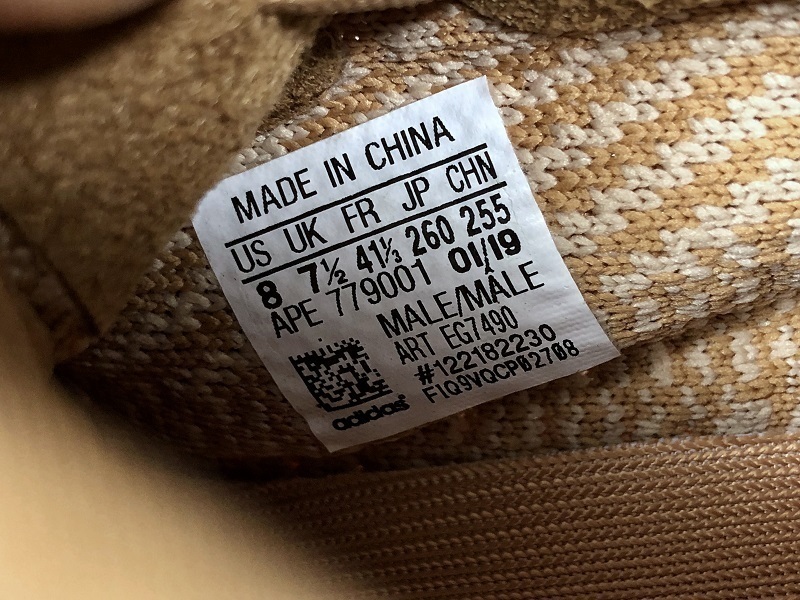 MADE IN CHINA
US UK FR JP CHN
8 7½ 41⅓ 260 255
APE 779001 01/19
MALE/MÂLE
ART EG7490
#122182230
F1Q9VQCPØ27Ø8
adidas